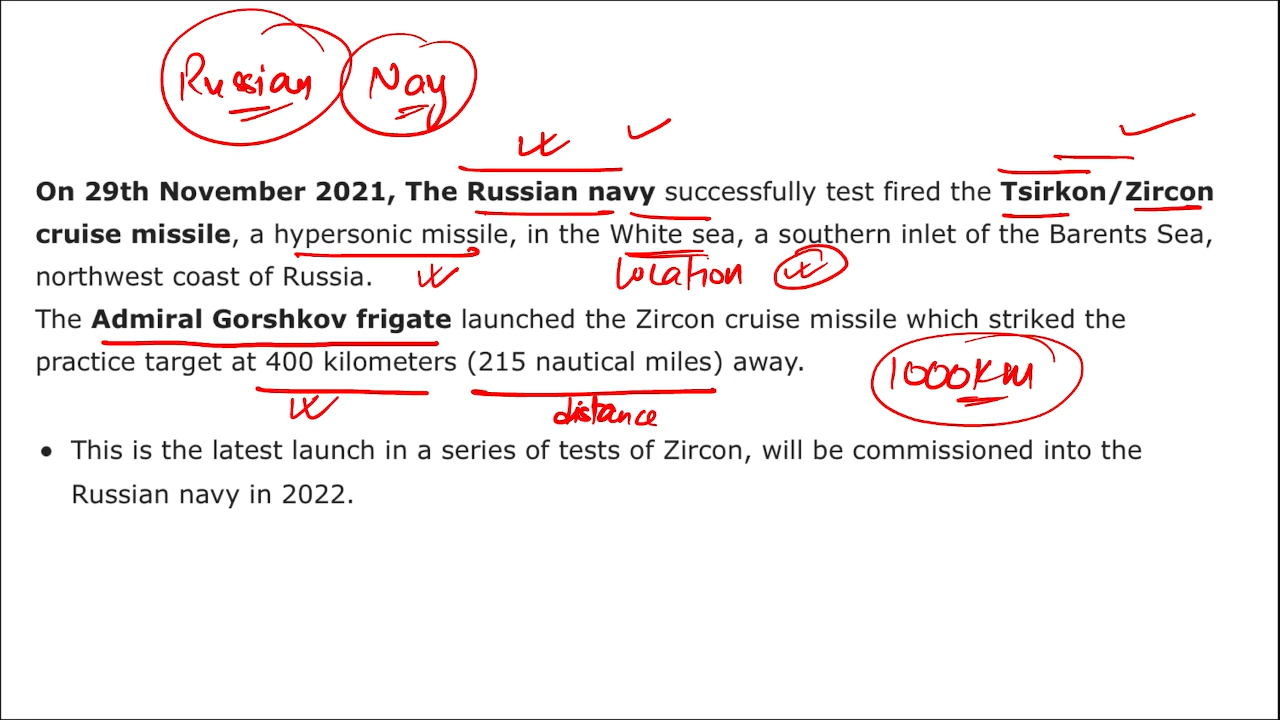 Russian Navy
On 29th November 2021, The Russian navy successfully test fired the Tsirkon/Zircon
cruise missile, a hypersonic missile, in the White sea, a southern inlet of the Barents Sea,
location
northwest coast of Russia.
The Admiral Gorshkov frigate launched the Zircon cruise missile which striked the
practice target at 400 kilometers (215 nautical miles) away.
1000KM
distance
• This is the latest launch in a series of tests of Zircon, will be commissioned into the
Russian navy in 2022.